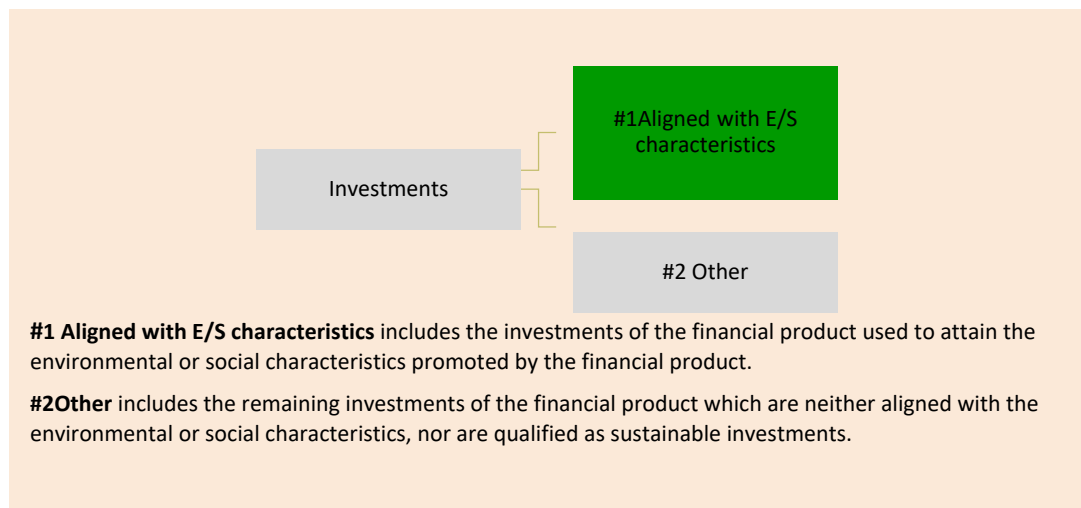 #1Aligned with E/S
characteristics
Investments
#2 Other
#1 Aligned with E/S characteristics includes the investments of the financial product used to attain the
environmental or social characteristics promoted by the financial product.
#2Other includes the remaining investments of the financial product which are neither aligned with the
environmental or social characteristics, nor are qualified as sustainable investments.